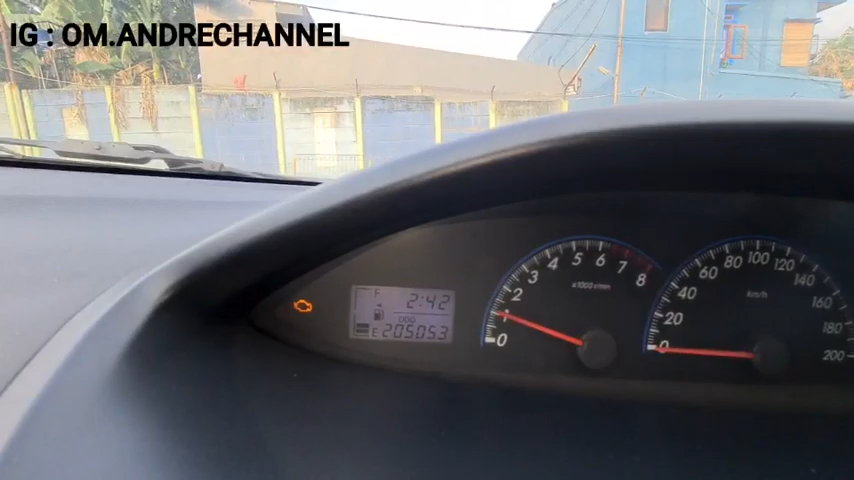 IG : OM.ANDRECHANNEL
F 2:42
ODO
E 205053
0 1 2 3 4 5 6 7 8
x1000r/min
0 20 40 60 80 100 120 140 160 180 200
km/h